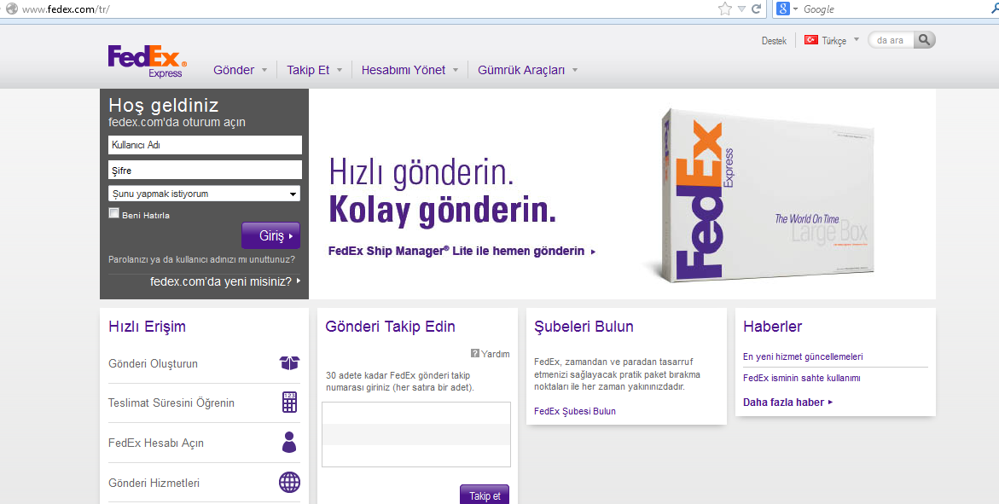 www.fedex.com/tr/
Google
Destek
Türkçe
da ara
FedEx®
Express
Gönder
Takip Et
Hesabımı Yönet
Gümrük Araçları
Hoş geldiniz
fedex.com'da oturum açın
Kullanıcı Adı
Şifre
Şunu yapmak istiyorum
Beni Hatırla
Giriş
Parolanızı ya da kullanıcı adınızı mı unuttunuz?
fedex.com'da yeni misiniz?
Hızlı gönderin.
Kolay gönderin.
FedEx Ship Manager® Lite ile hemen gönderin
FedEx
Express
The World On Time
Large Box
Hızlı Erişim
Gönderi Oluşturun
Teslimat Süresini Öğrenin
FedEx Hesabı Açın
Gönderi Hizmetleri
Gönderi Takip Edin
? Yardım
30 adete kadar FedEx gönderi takip
numarası giriniz (her satıra bir adet).
Takip et
Şubeleri Bulun
FedEx, zamandan ve paradan tasarruf
etmenizi sağlayacak pratik paket bırakma
noktaları ile her zaman yakınınızdadır.
FedEx Şubesi Bulun
Haberler
En yeni hizmet güncellemeleri
FedEx isminin sahte kullanımı
Daha fazla haber